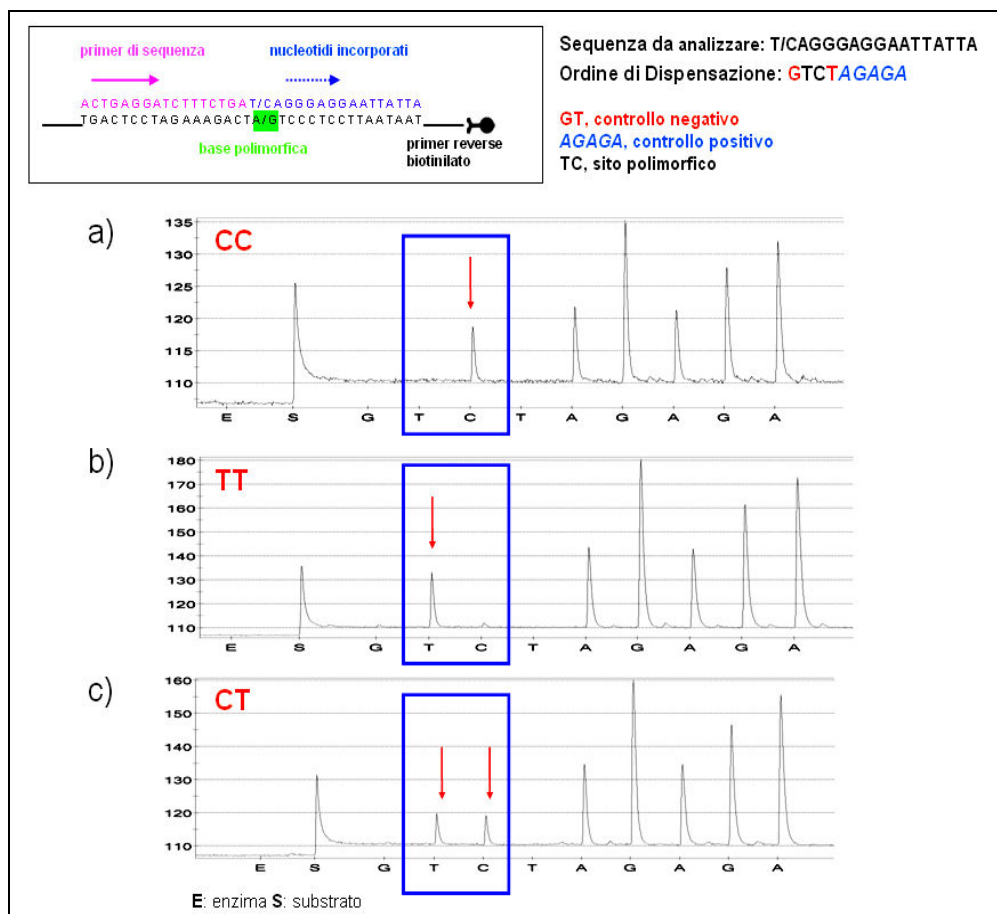 primer di sequenza
nucleotidi incorporati
ACTGAGGATCTTTCTGAT/CAGGGAGGAATTATTA
TGACTCCTAGAAAGACTA/GTCCCTCCTTAATAAT
base polimorfica
primer reverse
biotinilato
Sequenza da analizzare: T/CAGGGAGGAATTATTA
Ordine di Dispensazione: GTCTAGAGA
GT, controllo negativo
AGAGA, controllo positivo
TC, sito polimorfico
a)
CC
135
130
125
120
115
110
E S G T C T A G A G A
b)
TT
180
170
160
150
140
130
120
110
E S G T C T A G A G A
c)
CT
160
150
140
130
120
110
E S G T C T A G A G A
E: enzima S: substrato